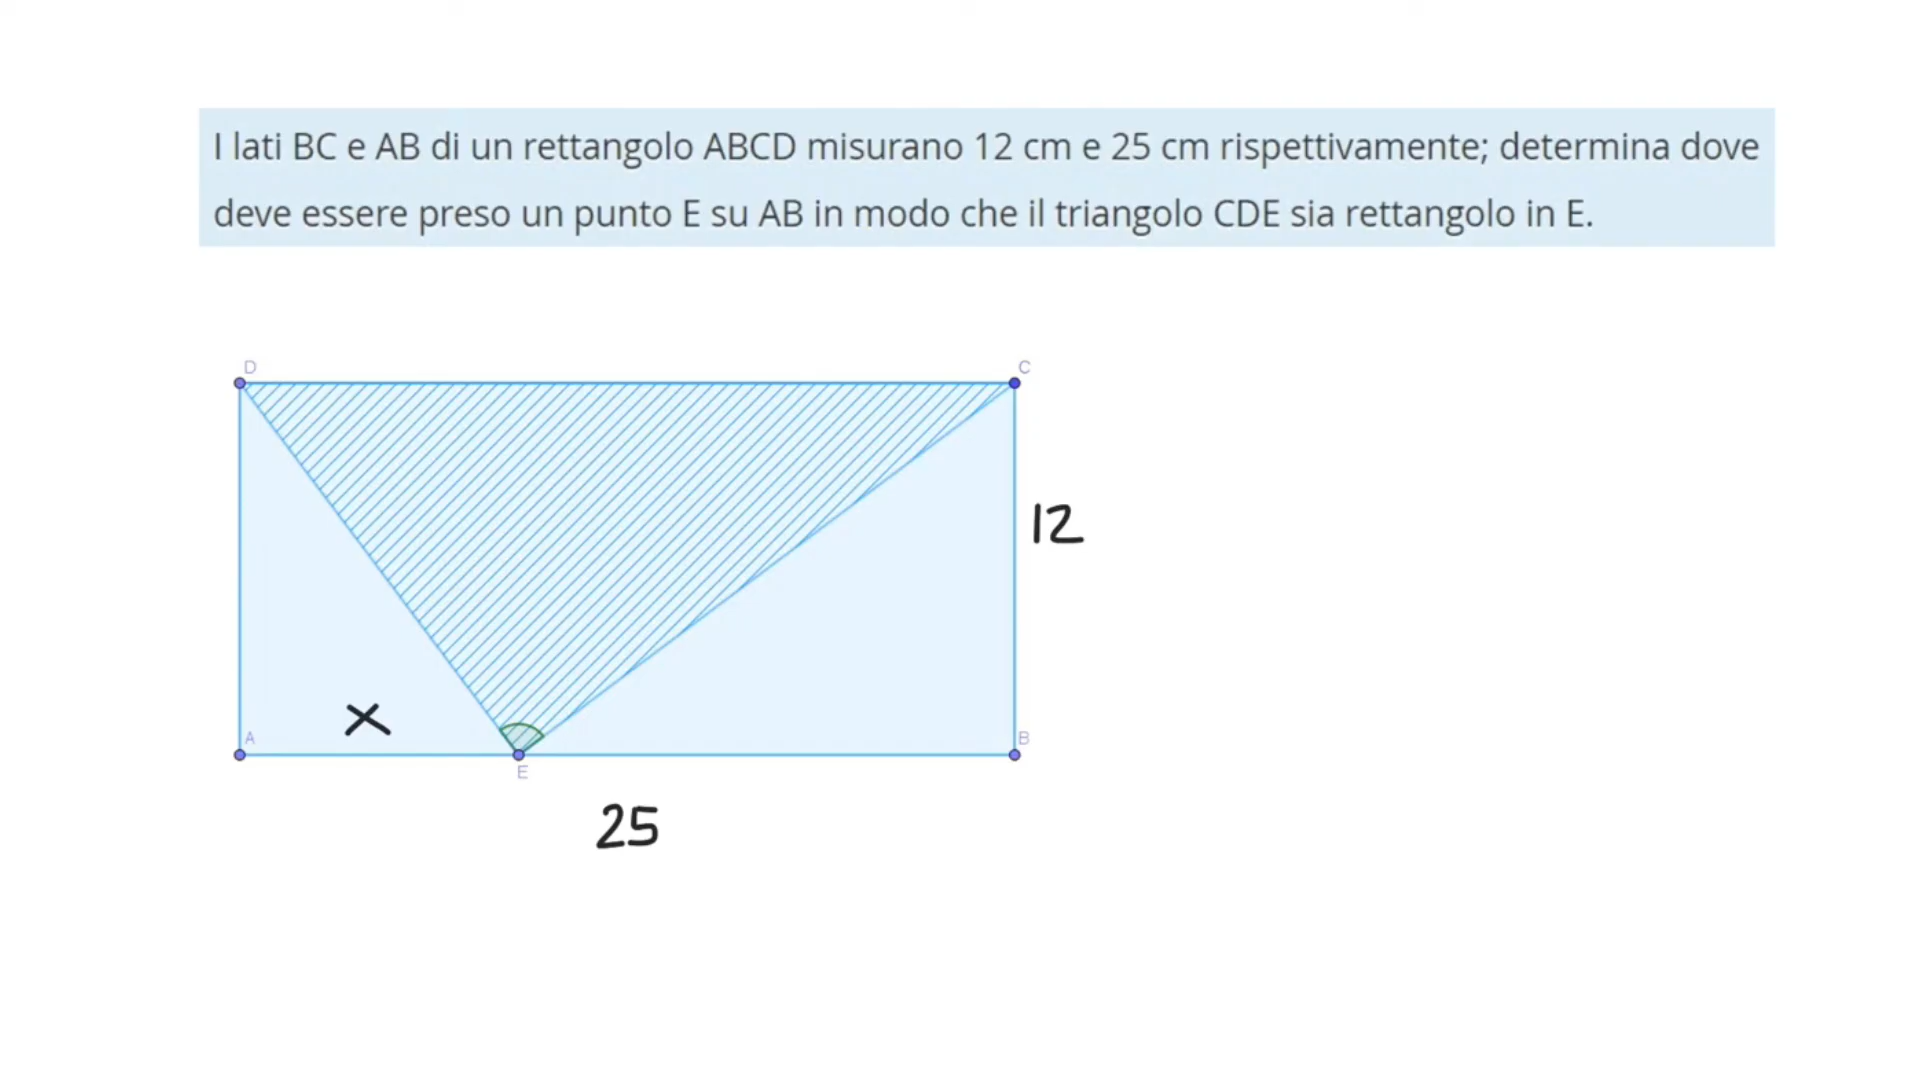 I lati BC e AB di un rettangolo ABCD misurano 12 cm e 25 cm rispettivamente; determina dove
deve essere preso un punto E su AB in modo che il triangolo CDE sia rettangolo in E.
D
C
12
x
A
B
E
25